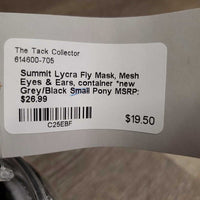 The Tack Collector
614600-705
Summit Lycra Fly Mask, Mesh
Eyes & Ears, container *new
Grey/Black Small Pony MSRP:
$26.99
C25EBF
$19.50